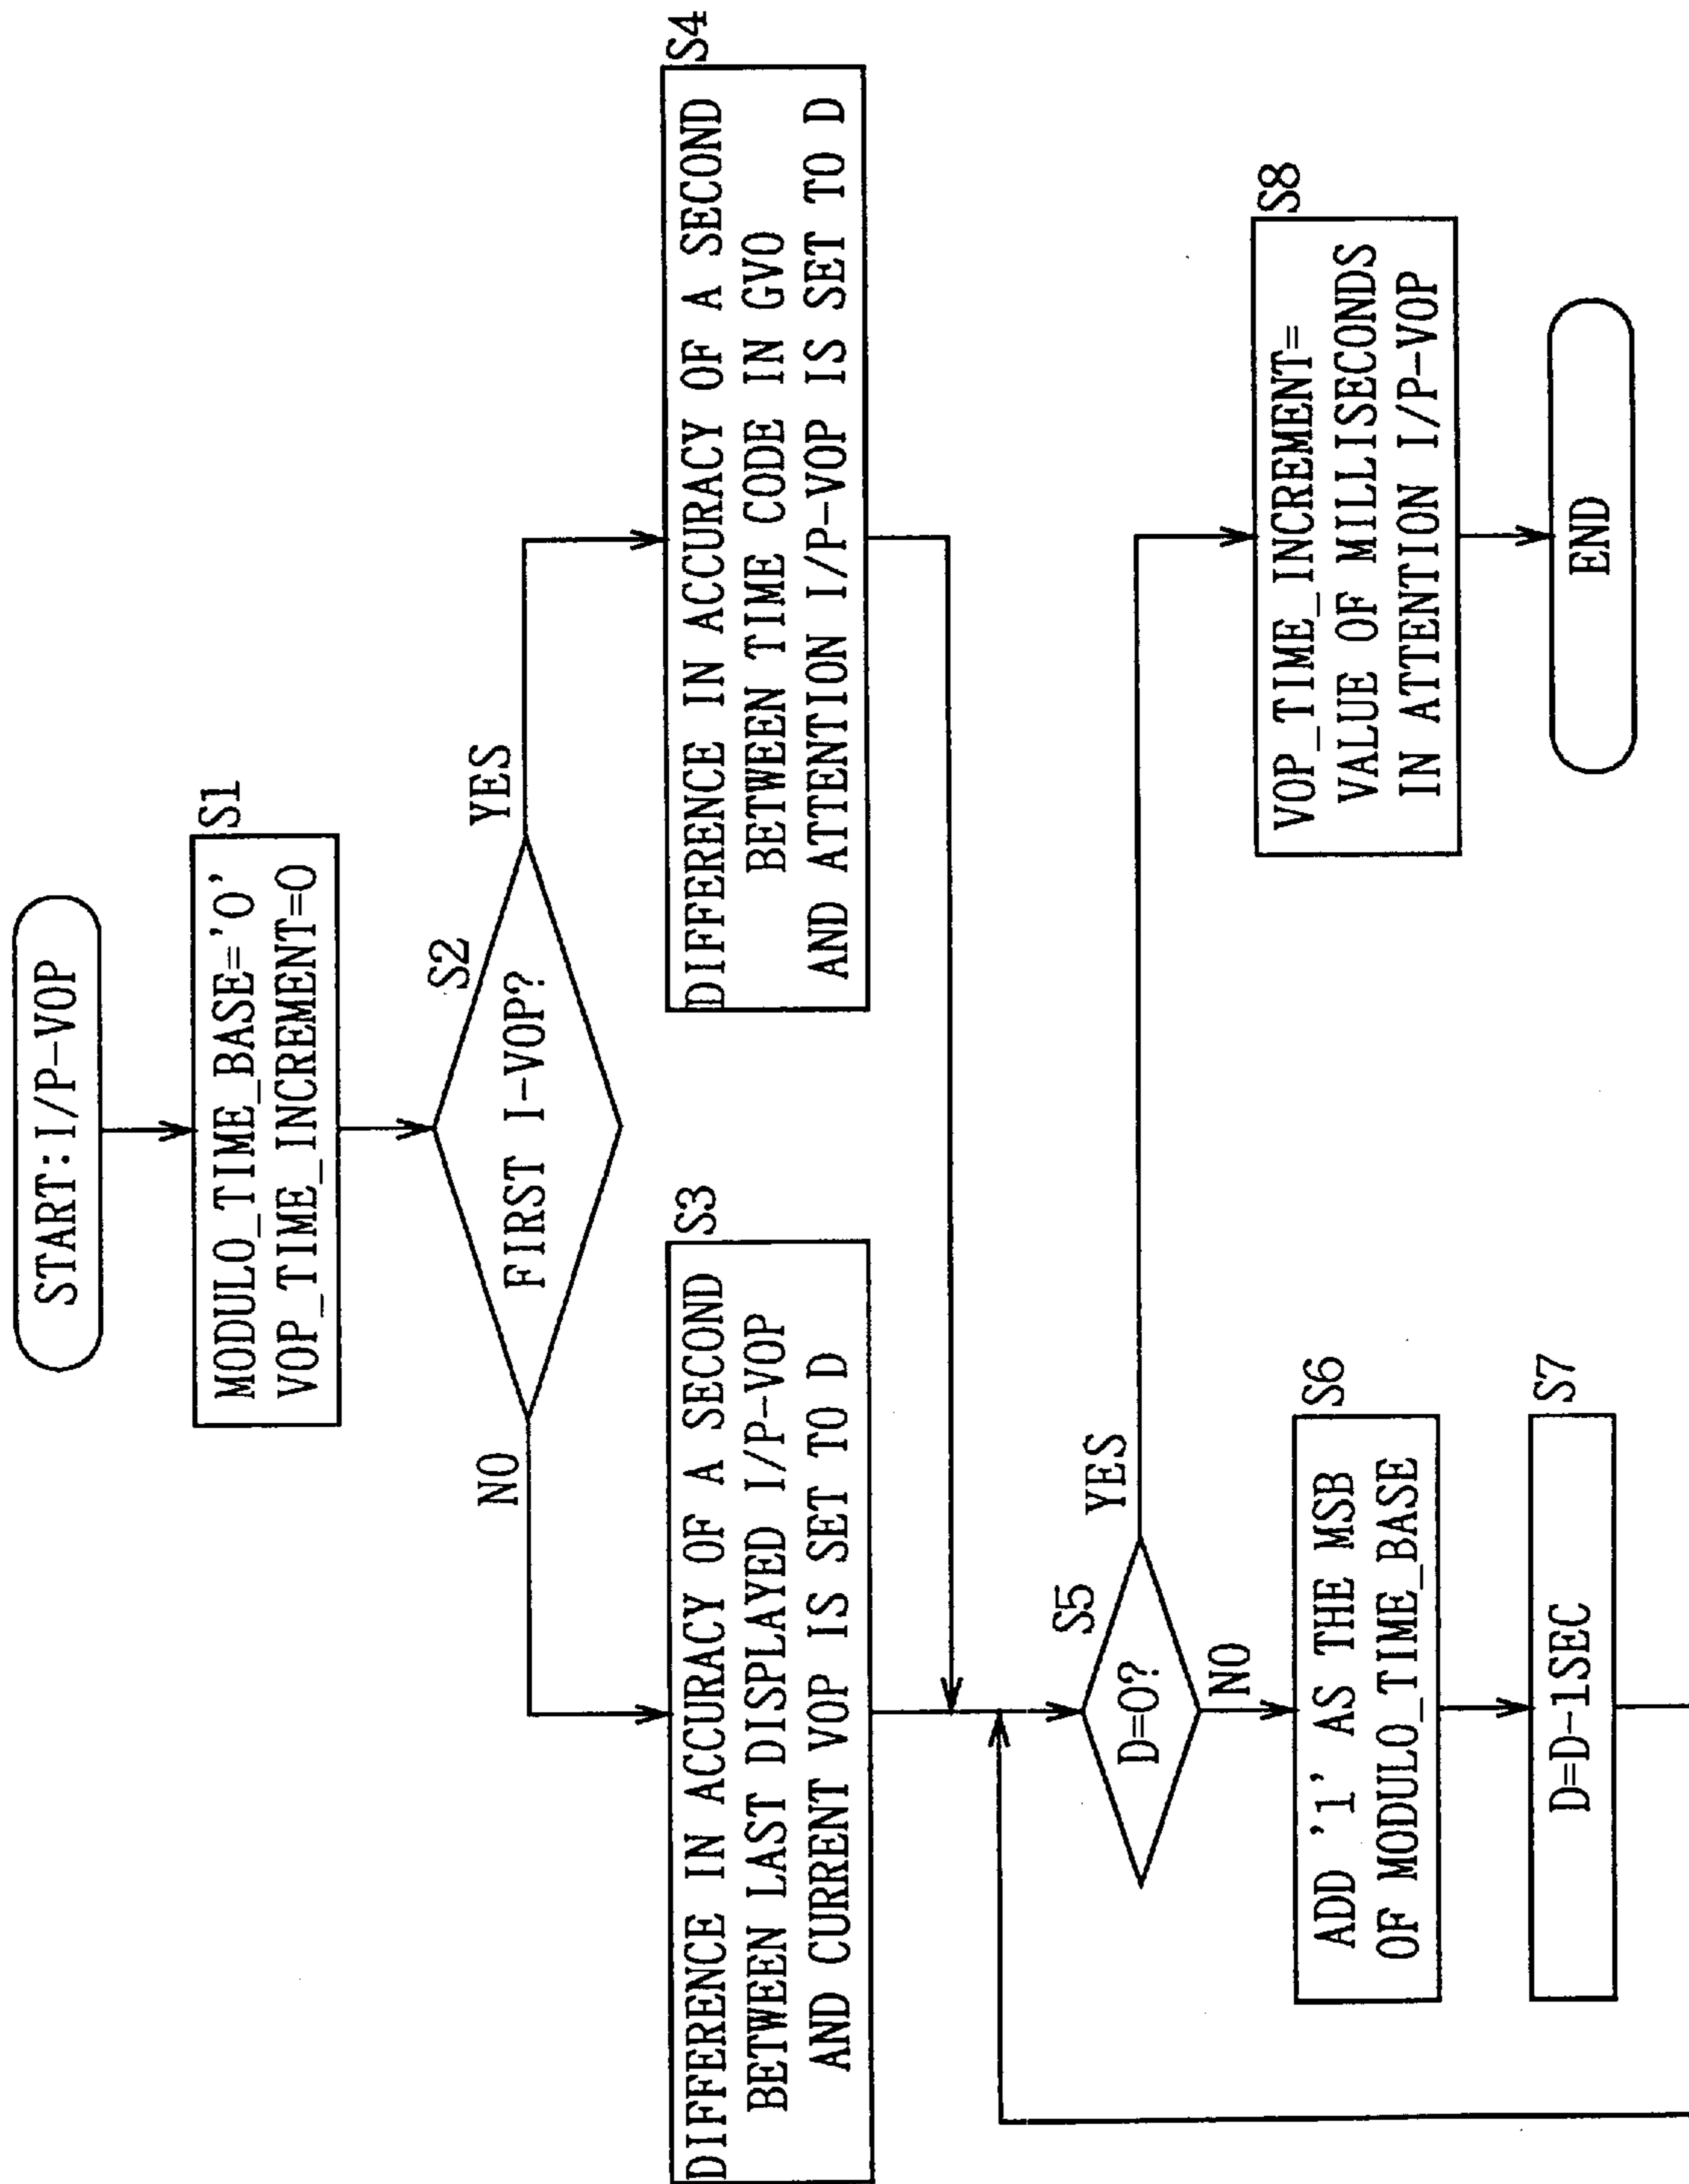 START:I/P-VOP
S1
MODULO_TIME_BASE='0'
VOP_TIME_INCREMENT=0
S2
FIRST I-VOP?
NO
YES
S3
DIFFERENCE IN ACCURACY OF A SECOND
BETWEEN LAST DISPLAYED I/P-VOP
AND CURRENT VOP IS SET TO D
S4
DIFFERENCE IN ACCURACY OF A SECOND
BETWEEN TIME CODE IN GVO
AND ATTENTION I/P-VOP IS SET TO D
S5
D=0?
YES
NO
S6
ADD '1' AS THE MSB
OF MODULO_TIME_BASE
S7
D=D-1SEC
S8
VOP_TIME_INCREMENT=
VALUE OF MILLISECONDS
IN ATTENTION I/P-VOP
END